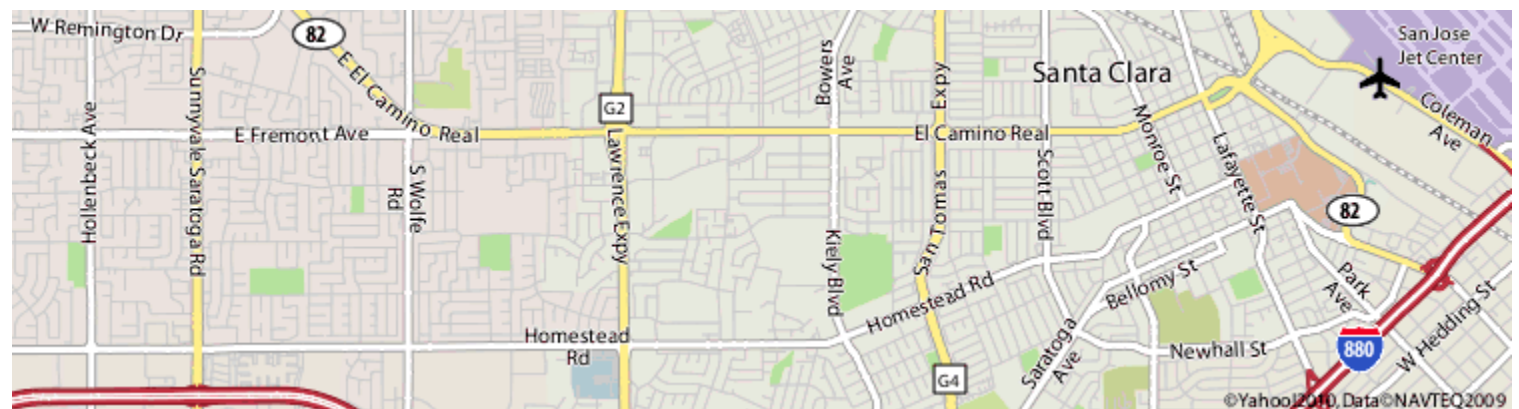 W Remington Dr
82
E El Camino Real
Hollenbeck Ave
Sunnyvale Saratoga Rd
E Fremont Ave
S Wolfe
Rd
G2
Lawrence Expy
Homestead
Rd
Bowers
Ave
Kiely Blvd
San Tomas Expy
El Camino Real
Santa Clara
Scott Blvd
Monroe St
Lafayette St
San Jose
Jet Center
Coleman
Ave
82
Homestead Rd
Bellomy St
Park
Ave
G4
Saratoga
Ave
Newhall St
880
W Hedding St
©Yahoo!2010, Data©NAVTEQ2009